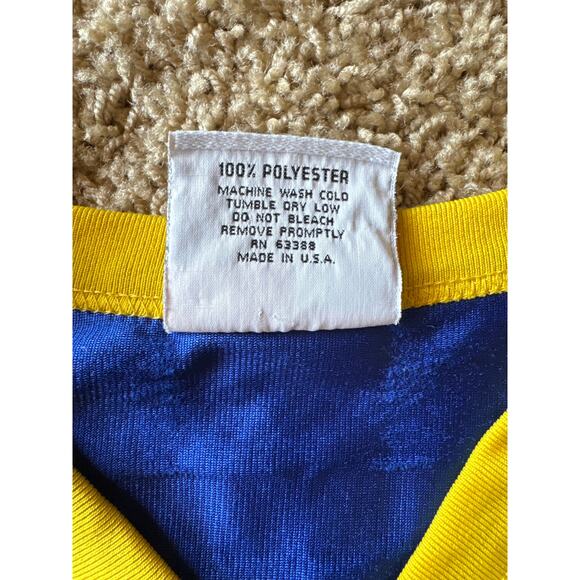 100% POLYESTER
MACHINE WASH COLD
TUMBLE DRY LOW
DO NOT BLEACH
REMOVE PROMPTLY
RN 63388
MADE IN U.S.A.